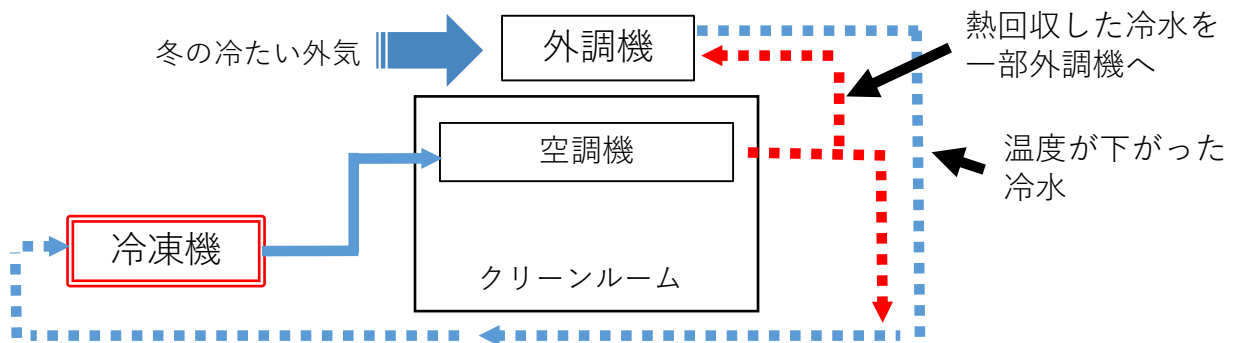 冬の冷たい外気
外調機
熱回収した冷水を
一部外調機へ
空調機
温度が下がった
冷水
冷凍機
クリーンルーム